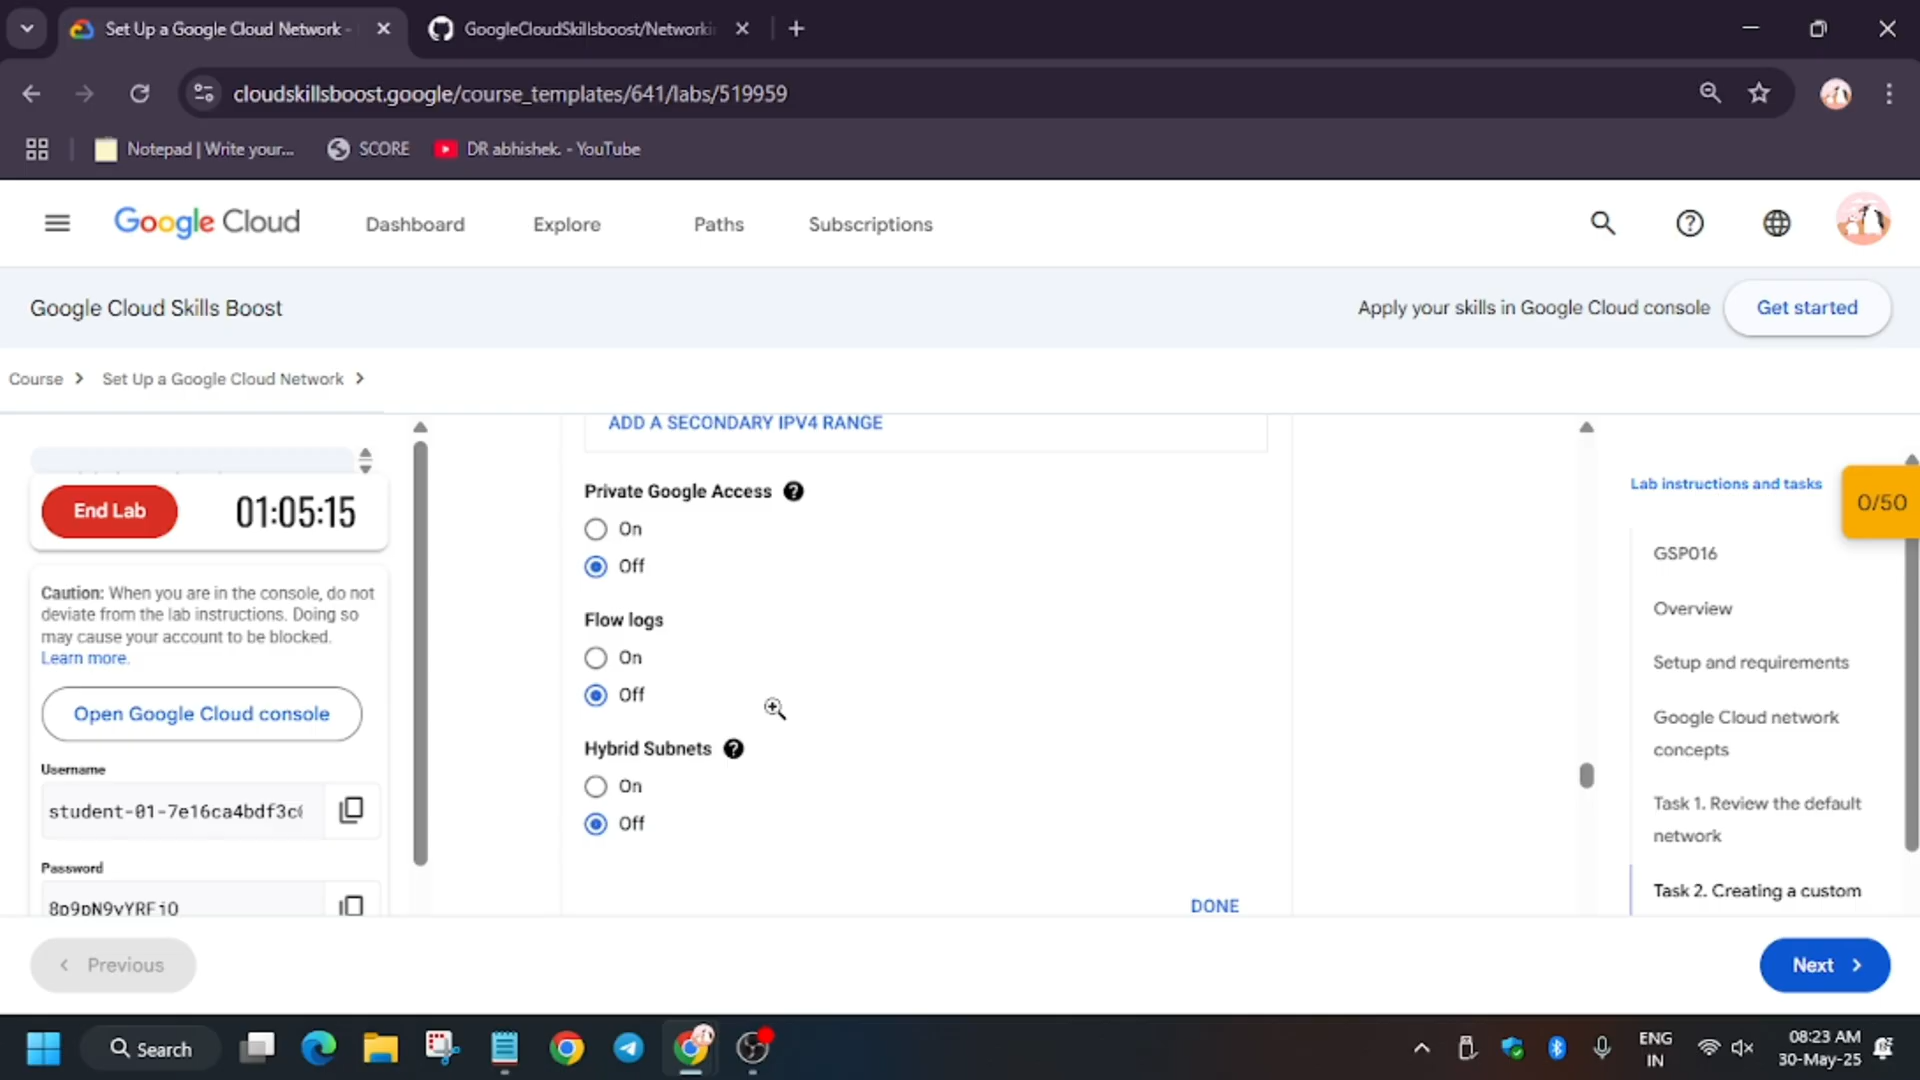 Set Up a Google Cloud Network -
GoogleCloudSkillsboost/Networki
cloudskillsboost.google/course_templates/641/labs/519959
Notepad | Write your...
SCORE
DR abhishek. - YouTube
Google Cloud
Dashboard
Explore
Paths
Subscriptions
Google Cloud Skills Boost
Apply your skills in Google Cloud console
Get started
Course
Set Up a Google Cloud Network
ADD A SECONDARY IPV4 RANGE
End Lab
01:05:15
Caution: When you are in the console, do not
deviate from the lab instructions. Doing so
may cause your account to be blocked.
Learn more.
Open Google Cloud console
Username
student-01-7e16ca4bdf3c
Password
8p9pN9vYRFjO
Private Google Access
On
Off
Flow logs
On
Off
Hybrid Subnets
On
Off
DONE
Lab instructions and tasks
0/50
GSP016
Overview
Setup and requirements
Google Cloud network
concepts
Task 1. Review the default
network
Task 2. Creating a custom
Previous
Next
Search
ENG
IN
08:23 AM
30-May-25